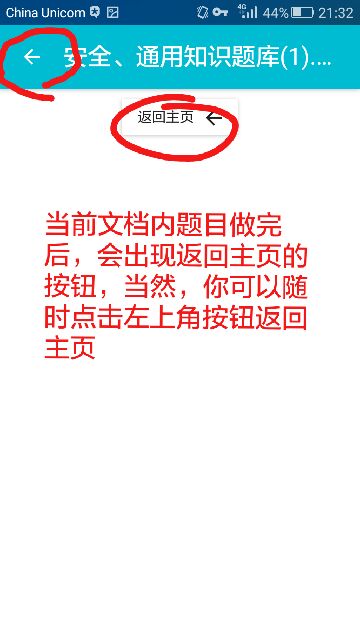 China Unicom 4G 44% 21:32
安全、通用知识题库(1)....
返回主页
当前文档内题目做完
后，会出现返回主页的
按钮，当然，你可以随
时点击左上角按钮返回
主页